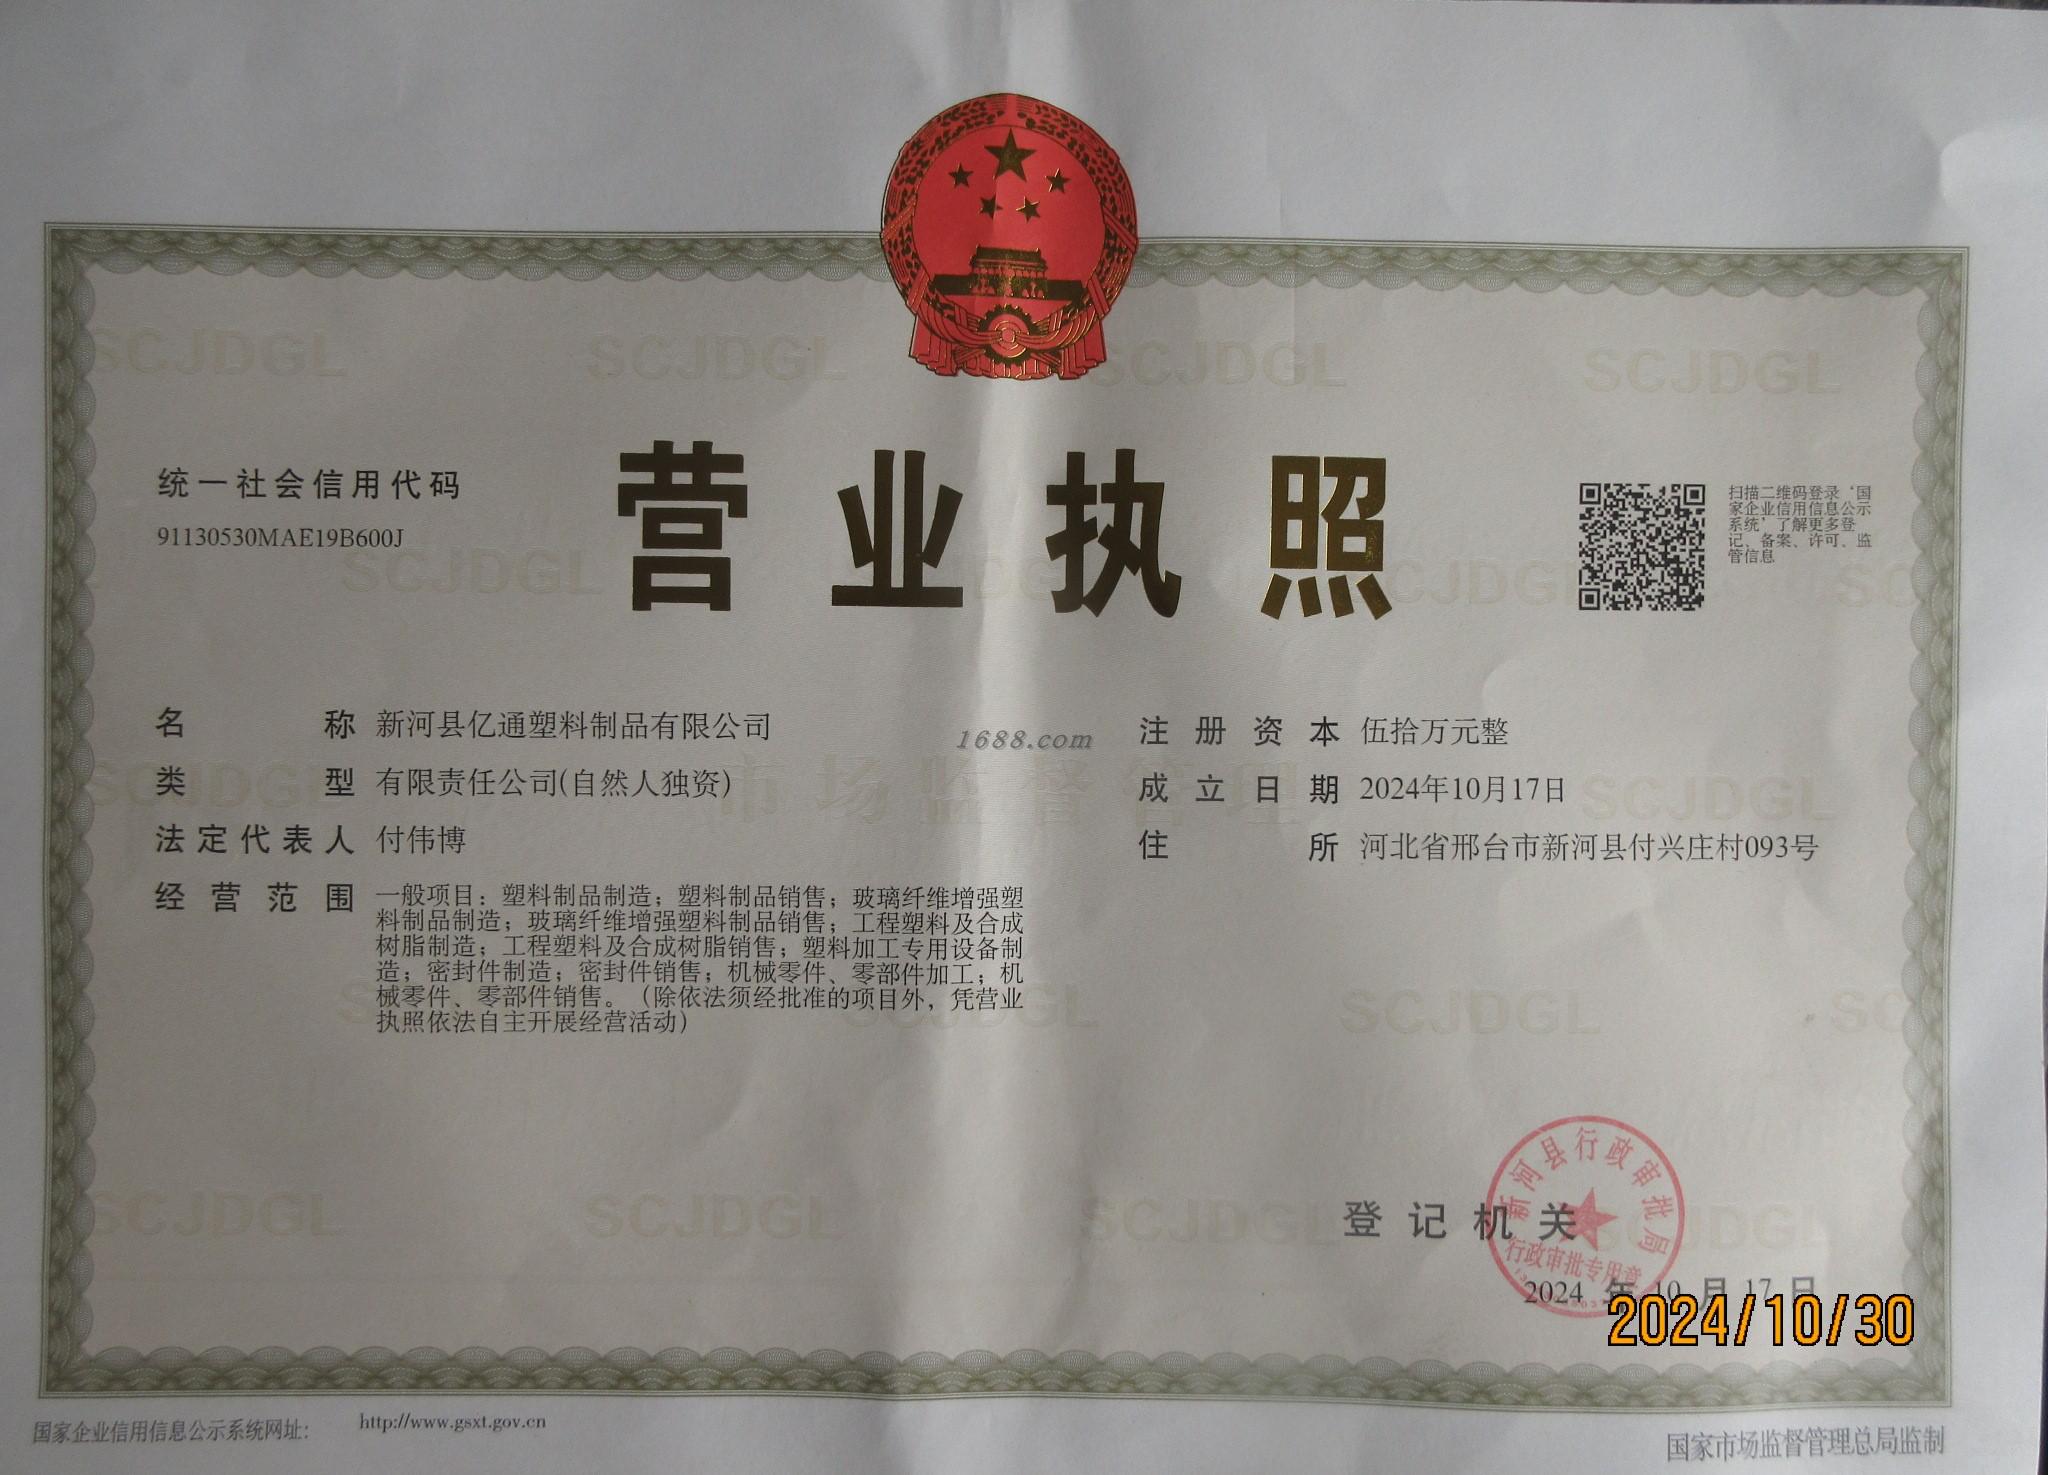 统一社会信用代码
91130530MAE19B600J
营业执照
扫描二维码登录‘国
家企业信用信息公示
系统’了解更多登
记、备案、许可、监
管信息
名称 新河县亿通塑料制品有限公司
类型 有限责任公司(自然人独资)
法定代表人 付伟博
经营范围 一般项目：塑料制品制造；塑料制品销售；玻璃纤维增强塑
料制品制造；玻璃纤维增强塑料制品销售；工程塑料及合成
树脂制造；工程塑料及合成树脂销售；塑料加工专用设备制
造；密封件制造；密封件销售；机械零件、零部件加工；机
械零件、零部件销售。（除依法须经批准的项目外，凭营业
执照依法自主开展经营活动）
1688.com
注册资本 伍拾万元整
成立日期 2024年10月17日
住所 河北省邢台市新河县付兴庄村093号
市场监督管理
SCJDGL
登记机关
新河县行政审批局
行政审批专用章
2024年10月17日
2024/10/30
国家企业信用信息公示系统网址： http://www.gsxt.gov.cn
国家市场监督管理总局监制